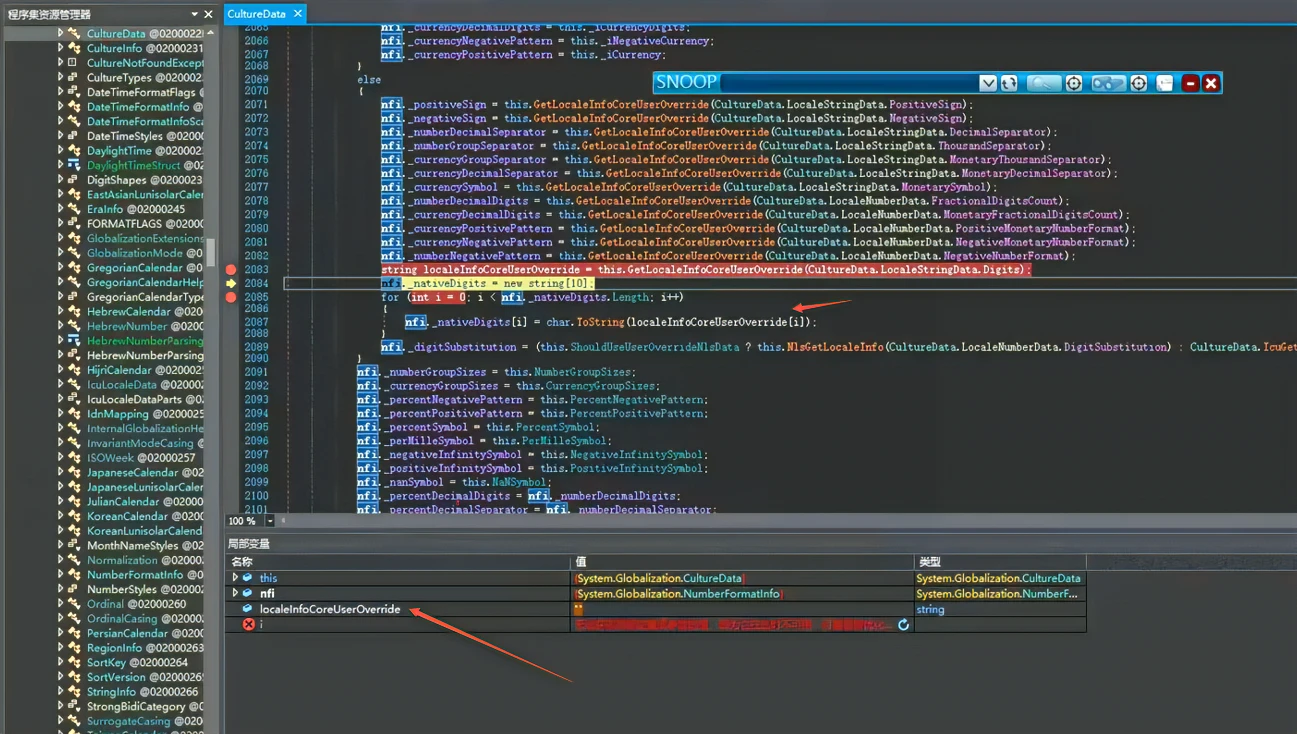 程序集资源管理器
CultureData
CultureData @0200022
CultureInfo @02000231
CultureNotFoundExcept
CultureTypes @020002
DateTimeFormatFlags
DateTimeFormatInfo @0
DateTimeFormatInfoSca
DateTimeStyles @02000
DaylightTime @020002
DaylightTimeStruct @02
DigitShapes @0200023
EastAsianLunisolarCaler
EraInfo @02000245
FORMATFLAGS @02000
GlobalizationExtensions
GlobalizationMode @02
GregorianCalendar @0
GregorianCalendarHelp
GregorianCalendarType
HebrewCalendar @0200
HebrewNumber @02000
HebrewNumberParsing
HebrewNumberParsing
HijriCalendar @020002
IcuLocaleData @020002
IcuLocaleDataParts @02
IdnMapping @0200025
InternalGlobalizationHe
InvariantModeCasing @
ISOWeek @02000257
JapaneseCalendar @02
JapaneseLunisolarCaler
JulianCalendar @02000
KoreanCalendar @0200
KoreanLunisolarCalend
MonthNameStyles @02
Normalization @020002
NumberFormatInfo @0
NumberStyles @020002
Ordinal @02000260
OrdinalCasing @020002
PersianCalendar @0200
RegionInfo @02000263
SortKey @02000264
SortVersion @0200026
StringInfo @02000266
StrongBidiCategory @0
SurrogateCasing @020
2065 nfi._currencyDecimalDigits = this._iCurrencyDigits;
2066 nfi._currencyNegativePattern = this._iNegativeCurrency;
2067 nfi._currencyPositivePattern = this._iCurrency;
2068 }
2069 else
2070 {
2071 nfi._positiveSign = this.GetLocaleInfoCoreUserOverride(CultureData.LocaleStringData.PositiveSign);
2072 nfi._negativeSign = this.GetLocaleInfoCoreUserOverride(CultureData.LocaleStringData.NegativeSign);
2073 nfi._numberDecimalSeparator = this.GetLocaleInfoCoreUserOverride(CultureData.LocaleStringData.DecimalSeparator);
2074 nfi._numberGroupSeparator = this.GetLocaleInfoCoreUserOverride(CultureData.LocaleStringData.ThousandSeparator);
2075 nfi._currencyGroupSeparator = this.GetLocaleInfoCoreUserOverride(CultureData.LocaleStringData.MonetaryThousandSeparator);
2076 nfi._currencyDecimalSeparator = this.GetLocaleInfoCoreUserOverride(CultureData.LocaleStringData.MonetaryDecimalSeparator);
2077 nfi._currencySymbol = this.GetLocaleInfoCoreUserOverride(CultureData.LocaleStringData.MonetarySymbol);
2078 nfi._numberDecimalDigits = this.GetLocaleInfoCoreUserOverride(CultureData.LocaleNumberData.FractionalDigitsCount);
2079 nfi._currencyDecimalDigits = this.GetLocaleInfoCoreUserOverride(CultureData.LocaleNumberData.MonetaryFractionalDigitsCount);
2080 nfi._currencyPositivePattern = this.GetLocaleInfoCoreUserOverride(CultureData.LocaleNumberData.PositiveMonetaryNumberFormat);
2081 nfi._currencyNegativePattern = this.GetLocaleInfoCoreUserOverride(CultureData.LocaleNumberData.NegativeMonetaryNumberFormat);
2082 nfi._numberNegativePattern = this.GetLocaleInfoCoreUserOverride(CultureData.LocaleNumberData.NegativeNumberFormat);
2083 string localeInfoCoreUserOverride = this.GetLocaleInfoCoreUserOverride(CultureData.LocaleStringData.Digits);
2084 nfi._nativeDigits = new string[10];
2085 for (int i = 0; i < nfi._nativeDigits.Length; i++)
2086 {
2087 nfi._nativeDigits[i] = char.ToString(localeInfoCoreUserOverride[i]);
2088 }
2089 nfi._digitSubstitution = (this.ShouldUseUserOverrideNlsData ? this.NlsGetLocaleInfo(CultureData.LocaleNumberData.DigitSubstitution) : CultureData.IcuGet
2090 }
2091 nfi._numberGroupSizes = this.NumberGroupSizes;
2092 nfi._currencyGroupSizes = this.CurrencyGroupSizes;
2093 nfi._percentNegativePattern = this.PercentNegativePattern;
2094 nfi._percentPositivePattern = this.PercentPositivePattern;
2095 nfi._percentSymbol = this.PercentSymbol;
2096 nfi._perMilleSymbol = this.PerMilleSymbol;
2097 nfi._negativeInfinitySymbol = this.NegativeInfinitySymbol;
2098 nfi._positiveInfinitySymbol = this.PositiveInfinitySymbol;
2099 nfi._nanSymbol = this.NaNSymbol;
2100 nfi._percentDecimalDigits = nfi._numberDecimalDigits;
2101 nfi._percentDecimalSeparator = nfi._numberDecimalSeparator;
SNOOP
100 %
局部变量
名称 值 类型
this {System.Globalization.CultureData} System.Globalization.CultureData
nfi {System.Globalization.NumberFormatInfo} System.Globalization.NumberF...
localeInfoCoreUserOverride "" string
i